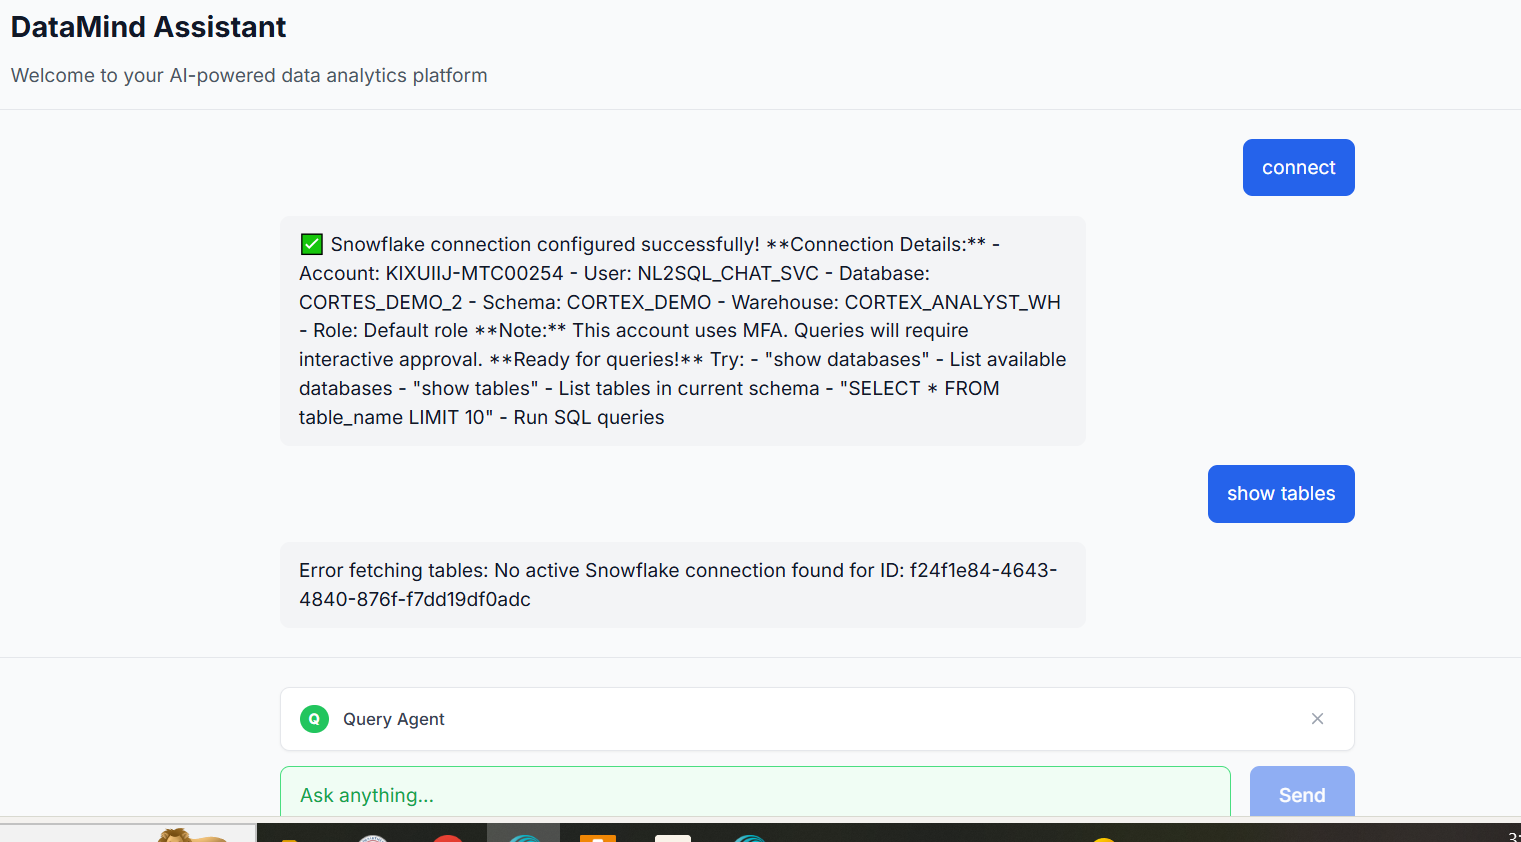 DataMind Assistant
Welcome to your AI-powered data analytics platform
connect
✅ Snowflake connection configured successfully! **Connection Details:** -
Account: KIXUIIJ-MTC00254 - User: NL2SQL_CHAT_SVC - Database:
CORTES_DEMO_2 - Schema: CORTEX_DEMO - Warehouse: CORTEX_ANALYST_WH
- Role: Default role **Note:** This account uses MFA. Queries will require
interactive approval. **Ready for queries!** Try: - "show databases" - List available
databases - "show tables" - List tables in current schema - "SELECT * FROM
table_name LIMIT 10" - Run SQL queries
show tables
Error fetching tables: No active Snowflake connection found for ID: f24f1e84-4643-
4840-876f-f7dd19df0adc
Q Query Agent
Ask anything...
Send